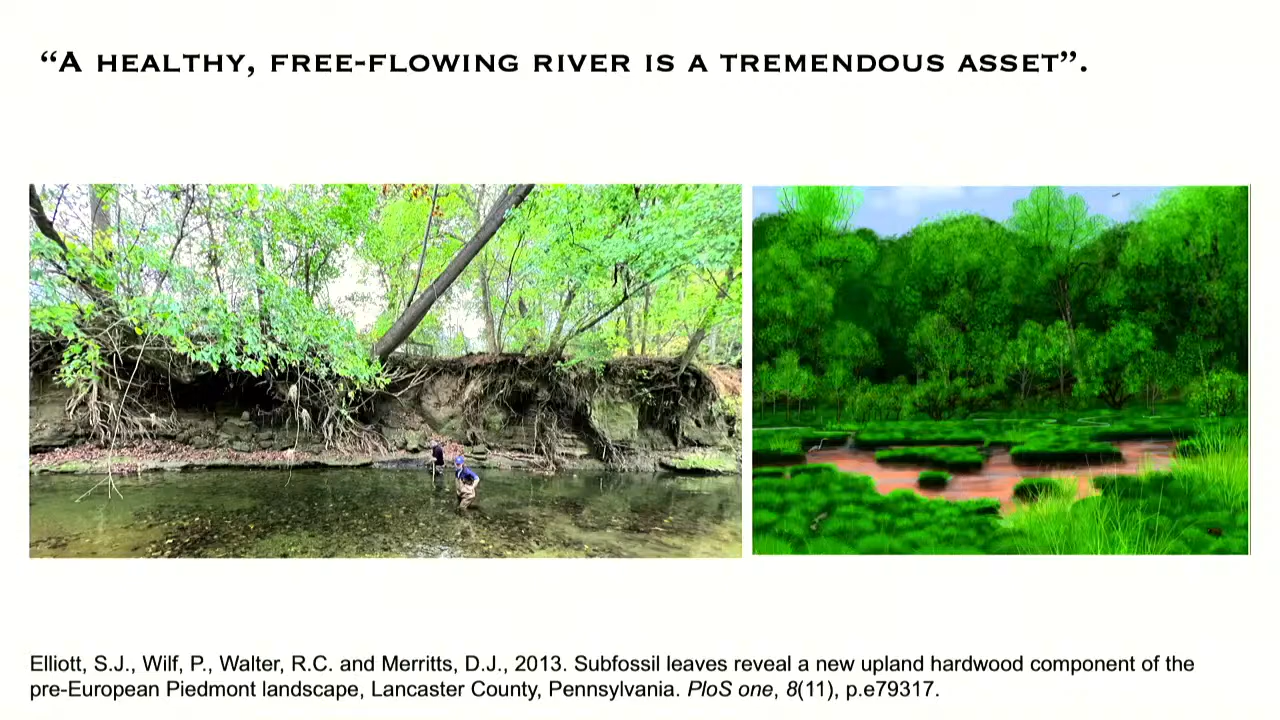 “A HEALTHY, FREE-FLOWING RIVER IS A TREMENDOUS ASSET”.
Elliott, S.J., Wilf, P., Walter, R.C. and Merritts, D.J., 2013. Subfossil leaves reveal a new upland hardwood component of the
pre-European Piedmont landscape, Lancaster County, Pennsylvania. PloS one, 8(11), p.e79317.